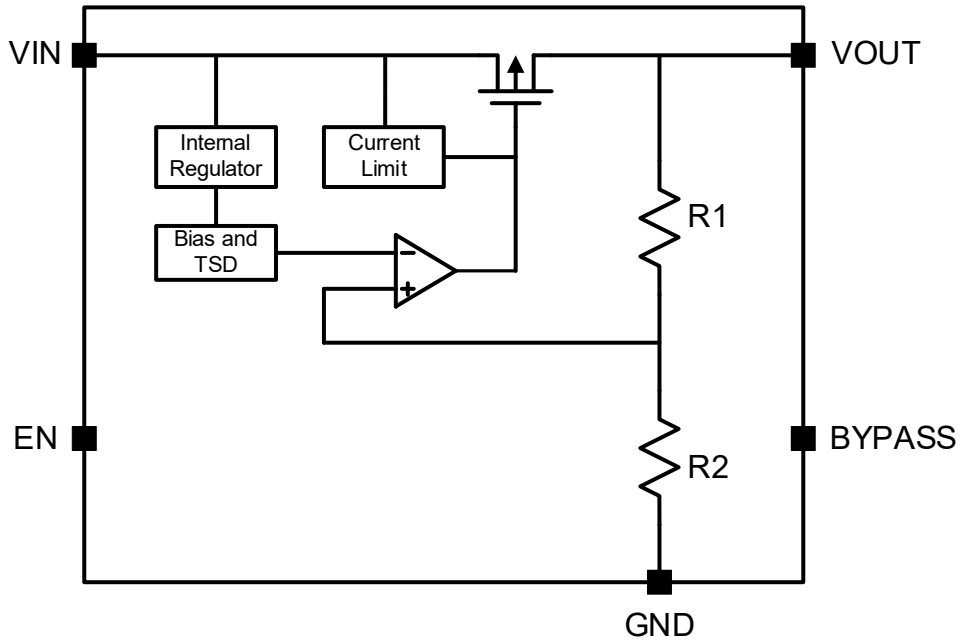 VIN
VOUT
Internal
Regulator
Current
Limit
R1
Bias and
TSD
−
+
EN
BYPASS
R2
GND